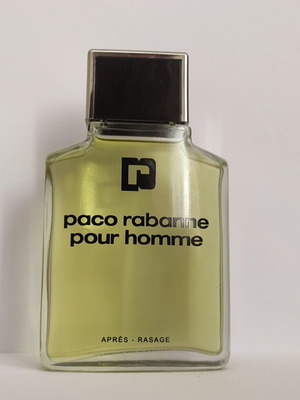 paco rabanne
pour homme
APRÈS - RASAGE